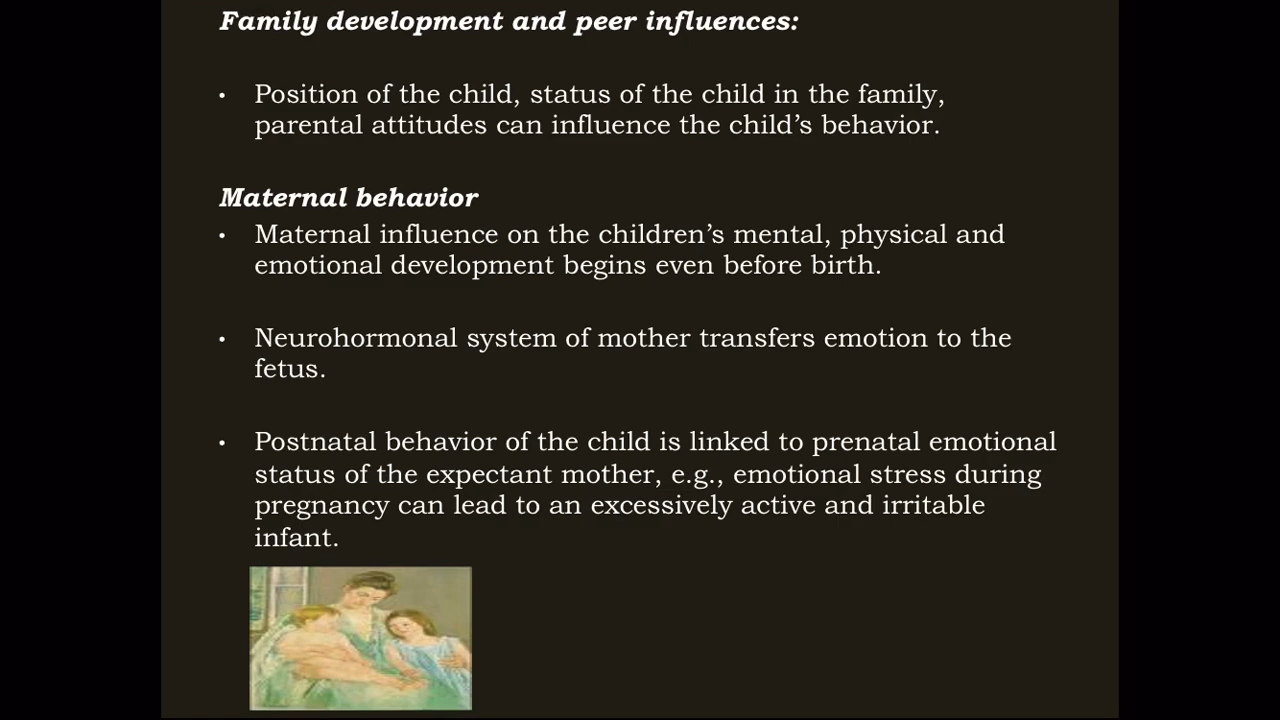 Family development and peer influences:
• Position of the child, status of the child in the family,
parental attitudes can influence the child’s behavior.
Maternal behavior
• Maternal influence on the children’s mental, physical and
emotional development begins even before birth.
• Neurohormonal system of mother transfers emotion to the
fetus.
• Postnatal behavior of the child is linked to prenatal emotional
status of the expectant mother, e.g., emotional stress during
pregnancy can lead to an excessively active and irritable
infant.